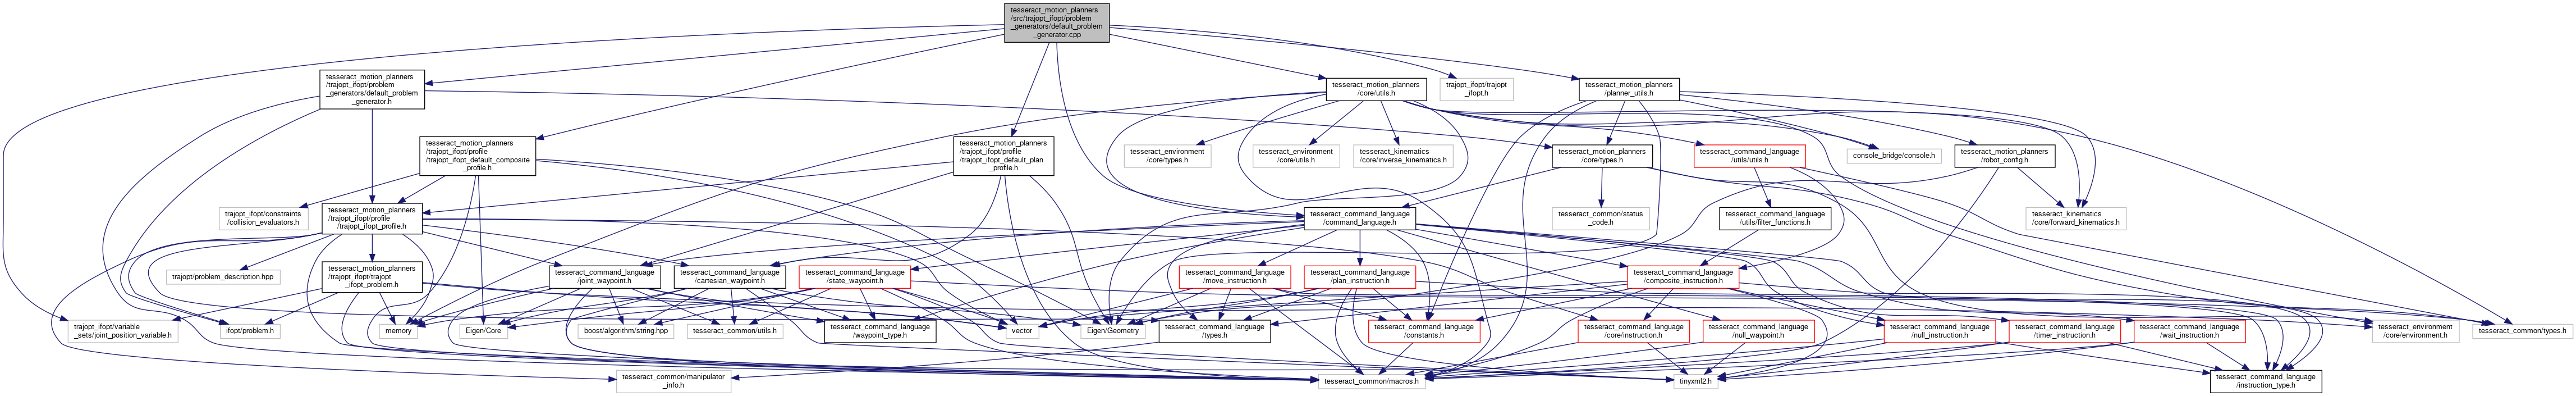 tesseract_motion_planners
/src/trajopt_ifopt/problem
_generators/default_problem
_generator.cpp
tesseract_motion_planners
/trajopt_ifopt/problem
_generators/default_problem
_generator.h
tesseract_motion_planners
/core/utils.h
trajopt_ifopt/trajopt
_ifopt.h
tesseract_motion_planners
/planner_utils.h
tesseract_motion_planners
/trajopt_ifopt/profile
/trajopt_ifopt_default_composite
_profile.h
tesseract_motion_planners
/trajopt_ifopt/profile
/trajopt_ifopt_default_plan
_profile.h
tesseract_environment
/core/types.h
tesseract_environment
/core/utils.h
tesseract_kinematics
/core/inverse_kinematics.h
tesseract_motion_planners
/core/types.h
tesseract_command_language
/utils/utils.h
console_bridge/console.h
tesseract_motion_planners
/robot_config.h
trajopt_ifopt/constraints
/collision_evaluators.h
tesseract_motion_planners
/trajopt_ifopt/profile
/trajopt_ifopt_profile.h
tesseract_command_language
/command_language.h
tesseract_common/status
_code.h
tesseract_command_language
/utils/filter_functions.h
tesseract_kinematics
/core/forward_kinematics.h
trajopt/problem_description.hpp
tesseract_motion_planners
/trajopt_ifopt/trajopt
_ifopt_problem.h
tesseract_command_language
/joint_waypoint.h
tesseract_command_language
/cartesian_waypoint.h
tesseract_command_language
/state_waypoint.h
tesseract_command_language
/move_instruction.h
tesseract_command_language
/plan_instruction.h
tesseract_command_language
/composite_instruction.h
trajopt_ifopt/variable
_sets/joint_position_variable.h
ifopt/problem.h
memory
Eigen/Core
boost/algorithm/string.hpp
tesseract_common/utils.h
tesseract_command_language
/waypoint_type.h
vector
Eigen/Geometry
tesseract_command_language
/types.h
tesseract_command_language
/constants.h
tesseract_command_language
/core/instruction.h
tesseract_command_language
/null_waypoint.h
tesseract_command_language
/null_instruction.h
tesseract_command_language
/timer_instruction.h
tesseract_command_language
/wait_instruction.h
tesseract_environment
/core/environment.h
tesseract_common/types.h
tesseract_common/manipulator
_info.h
tesseract_common/macros.h
tinyxml2.h
tesseract_command_language
/instruction_type.h